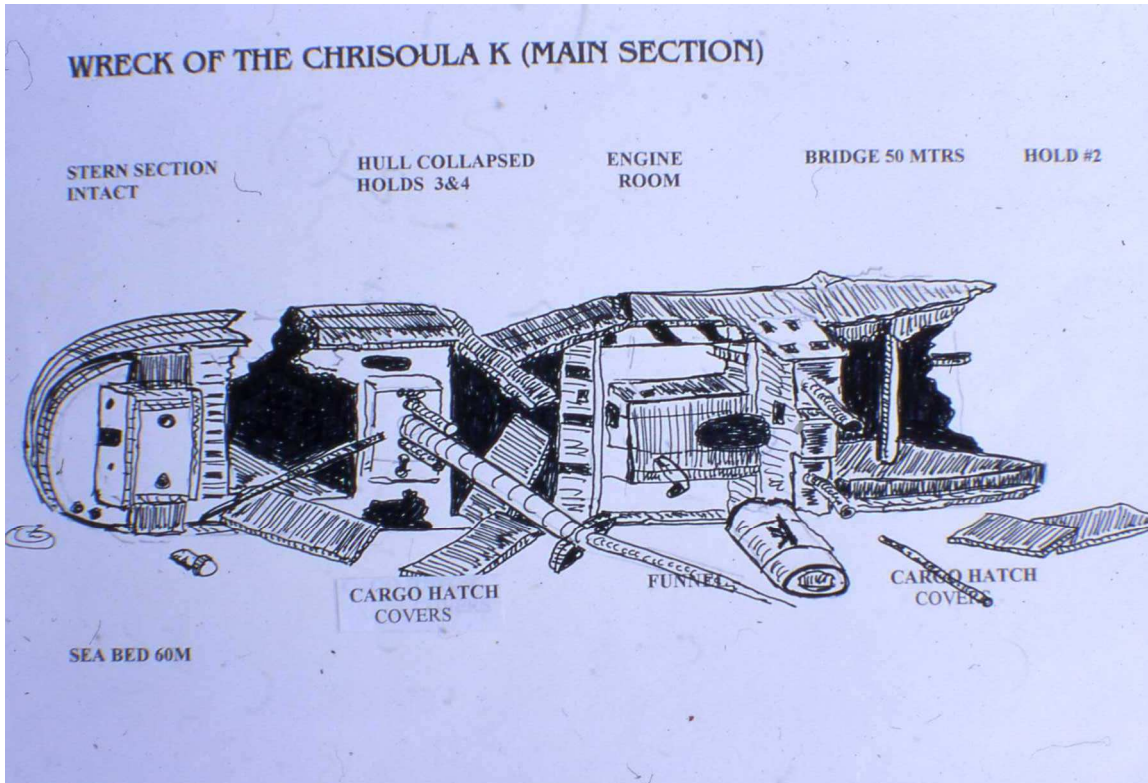 WRECK OF THE CHRISOULA K (MAIN SECTION)
STERN SECTION
INTACT
HULL COLLAPSED
HOLDS 3&4
ENGINE
ROOM
BRIDGE 50 MTRS
HOLD #2
CARGO HATCH
COVERS
FUNNEL
CARGO HATCH
COVERS
SEA BED 60M